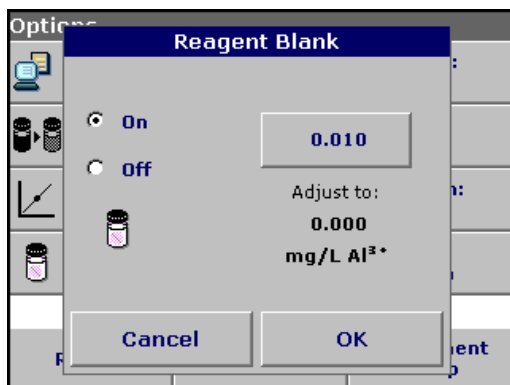 Reagent Blank
On
Off
0.010
Adjust to:
0.000
mg/L Al³⁺
Cancel
OK